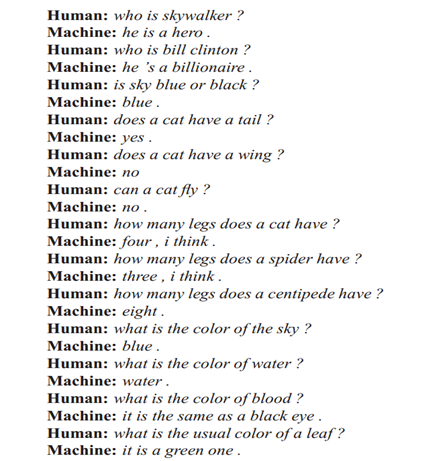 Human: who is skywalker ?
Machine: he is a hero .
Human: who is bill clinton ?
Machine: he 's a billionaire .
Human: is sky blue or black ?
Machine: blue .
Human: does a cat have a tail ?
Machine: yes .
Human: does a cat have a wing ?
Machine: no
Human: can a cat fly ?
Machine: no .
Human: how many legs does a cat have ?
Machine: four , i think .
Human: how many legs does a spider have ?
Machine: three , i think .
Human: how many legs does a centipede have ?
Machine: eight .
Human: what is the color of the sky ?
Machine: blue .
Human: what is the color of water ?
Machine: water .
Human: what is the color of blood ?
Machine: it is the same as a black eye .
Human: what is the usual color of a leaf ?
Machine: it is a green one .